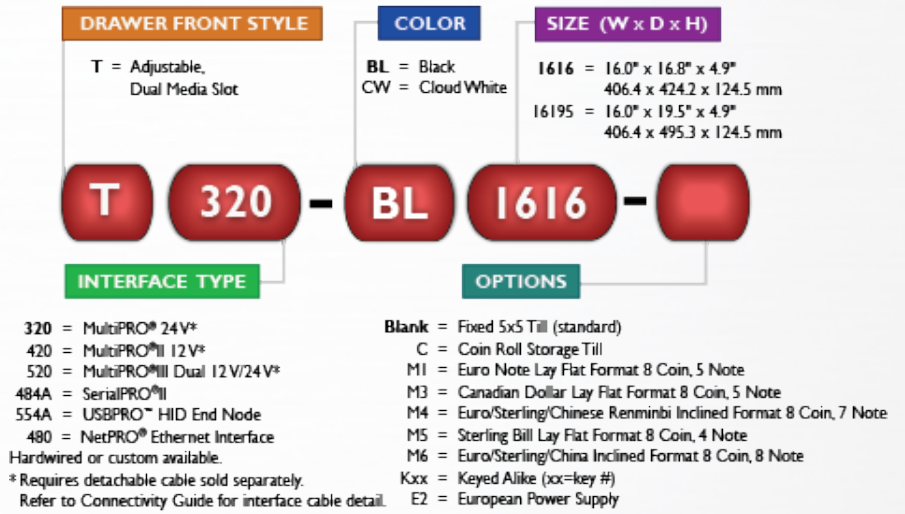 DRAWER FRONT STYLE
T = Adjustable,
Dual Media Slot
COLOR
BL = Black
CW = Cloud White
SIZE (W x D x H)
1616 = 16.0" x 16.8" x 4.9"
406.4 x 424.2 x 124.5 mm
16195 = 16.0" x 19.5" x 4.9"
406.4 x 495.3 x 124.5 mm
T 320 - BL 1616 -
INTERFACE TYPE
320 = MultiPRO® 24V*
420 = MultiPRO®II 12V*
520 = MultiPRO®III Dual 12V/24V*
484A = SerialPRO®II
554A = USBPRO™ HID End Node
480 = NetPRO® Ethernet Interface
Hardwired or custom available.
* Requires detachable cable sold separately.
Refer to Connectivity Guide for interface cable detail.
OPTIONS
Blank = Fixed 5x5 Till (standard)
C = Coin Roll Storage Till
M1 = Euro Note Lay Flat Format 8 Coin, 5 Note
M3 = Canadian Dollar Lay Flat Format 8 Coin, 5 Note
M4 = Euro/Sterling/Chinese Renminbi Inclined Format 8 Coin, 7 Note
M5 = Sterling Bill Lay Flat Format 8 Coin, 4 Note
M6 = Euro/Sterling/China Inclined Format 8 Coin, 8 Note
Kxx = Keyed Alike (xx=key #)
E2 = European Power Supply